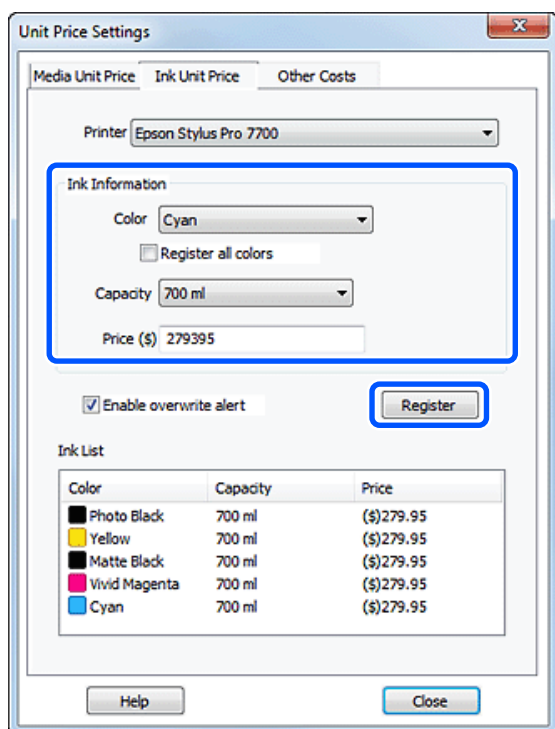 Unit Price Settings
Media Unit Price Ink Unit Price Other Costs
Printer Epson Stylus Pro 7700
Ink Information
Color Cyan
Register all colors
Capacity 700 ml
Price ($) 279395
Enable overwrite alert Register
Ink List
Color Capacity Price
Photo Black 700 ml ($)279.95
Yellow 700 ml ($)279.95
Matte Black 700 ml ($)279.95
Vivid Magenta 700 ml ($)279.95
Cyan 700 ml ($)279.95
Help Close